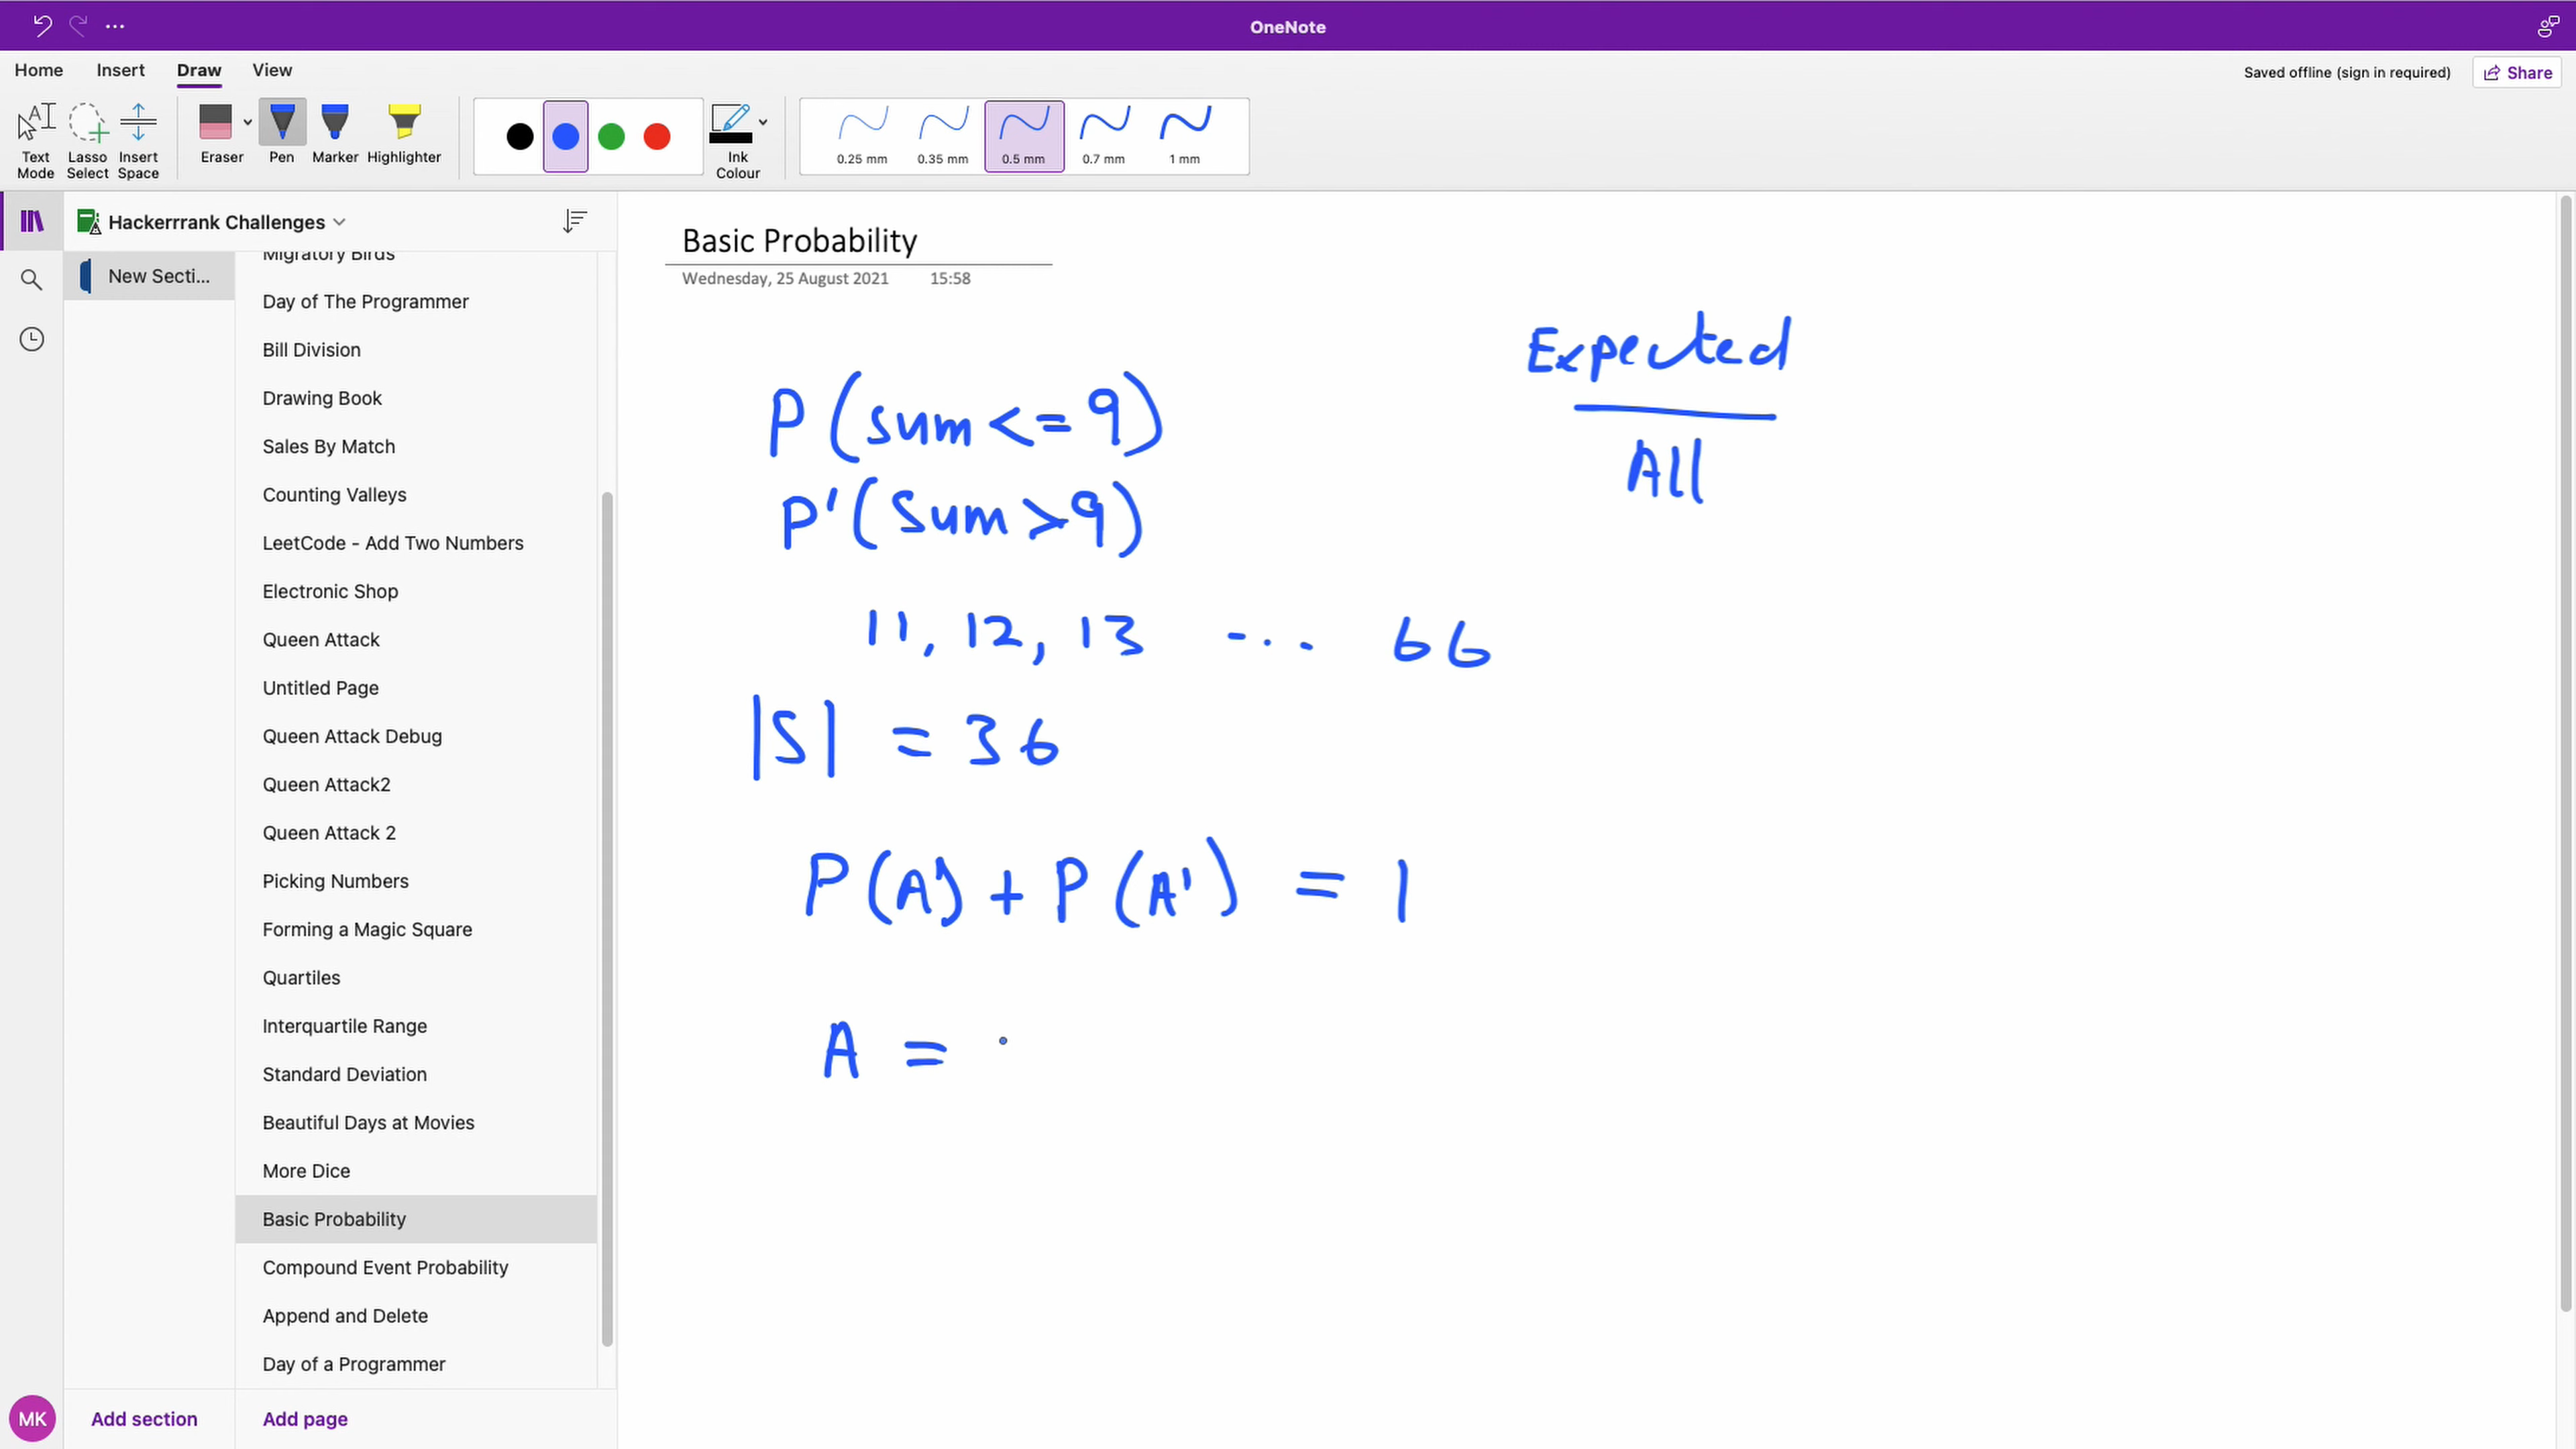 OneNote
Home Insert Draw View
Saved offline (sign in required) Share
Text Mode
Lasso Select
Insert Space
Eraser
Pen
Marker
Highlighter
Ink Colour
0.25 mm
0.35 mm
0.5 mm
0.7 mm
1 mm
Hackerrrank Challenges
New Secti...
Migratory Birds
Day of The Programmer
Bill Division
Drawing Book
Sales By Match
Counting Valleys
LeetCode - Add Two Numbers
Electronic Shop
Queen Attack
Untitled Page
Queen Attack Debug
Queen Attack2
Queen Attack 2
Picking Numbers
Forming a Magic Square
Quartiles
Interquartile Range
Standard Deviation
Beautiful Days at Movies
More Dice
Basic Probability
Compound Event Probability
Append and Delete
Day of a Programmer
MK
Add section
Add page
Basic Probability
Wednesday, 25 August 2021 15:58
Expected
All
P (sum <= 9)
P' (Sum > 9)
11, 12, 13 ... 66
|S| = 36
P (A) + P (A') = 1
A =